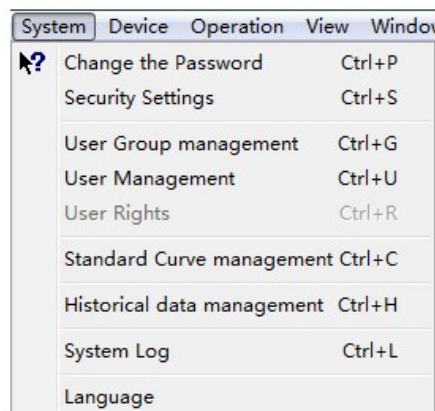 System Device Operation View Window
Change the Password Ctrl+P
Security Settings Ctrl+S
User Group management Ctrl+G
User Management Ctrl+U
User Rights Ctrl+R
Standard Curve management Ctrl+C
Historical data management Ctrl+H
System Log Ctrl+L
Language